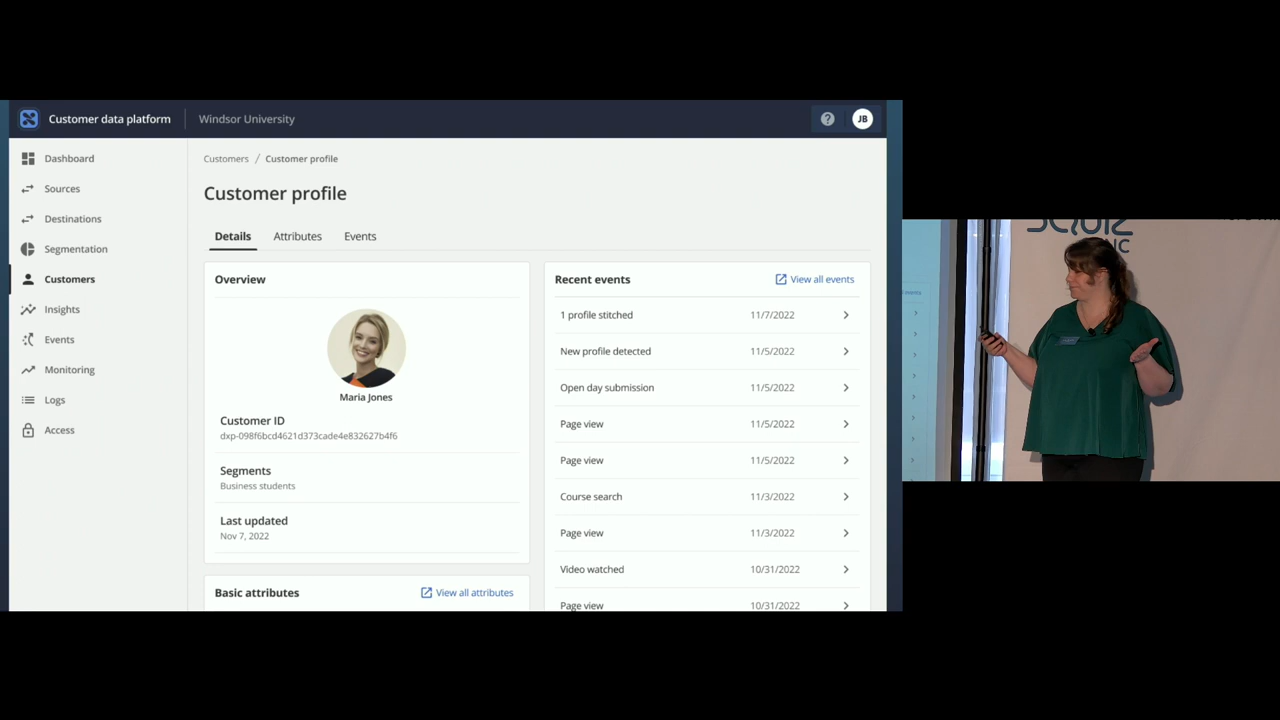 Customer data platform
Windsor University
JB
Dashboard
Sources
Destinations
Segmentation
Customers
Insights
Events
Monitoring
Logs
Access
Customers / Customer profile
Customer profile
Details
Attributes
Events
Overview
Maria Jones
Customer ID
dxp-098f6bcd4621d373cade4e832627b4f6
Segments
Business students
Last updated
Nov 7, 2022
Basic attributes
View all attributes
Recent events
View all events
1 profile stitched 11/7/2022
New profile detected 11/5/2022
Open day submission 11/5/2022
Page view 11/5/2022
Page view 11/5/2022
Course search 11/3/2022
Page view 11/3/2022
Video watched 10/31/2022
Page view 10/31/2022